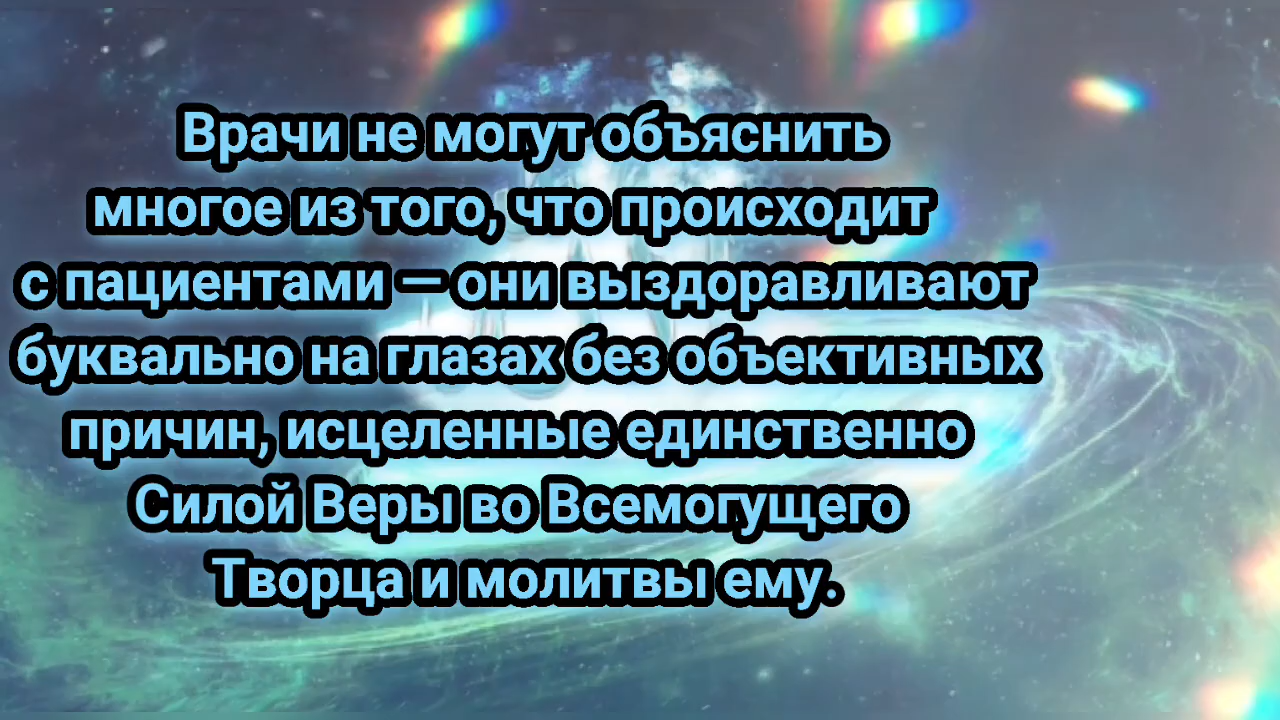 Врачи не могут объяснить
многое из того, что происходит
с пациентами — они выздоравливают
буквально на глазах без объективных
причин, исцеленные единственно
Силой Веры во Всемогущего
Творца и молитвы ему.